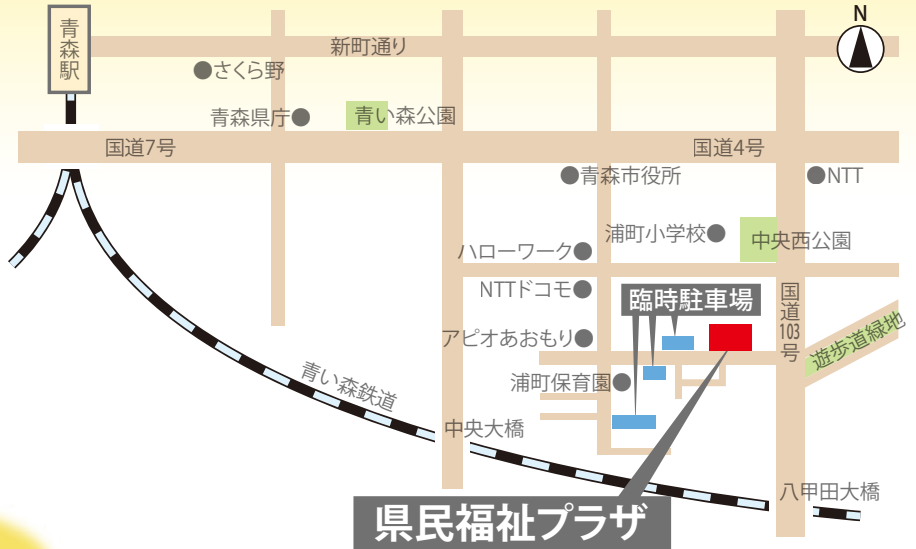 青森駅
N
新町通り
●さくら野
青森県庁●
青い森公園
国道7号
国道4号
●青森市役所
●NTT
浦町小学校●
中央西公園
ハローワーク●
NTTドコモ●
臨時駐車場
国道103号
アピオあおもり●
遊歩道緑地
青い森鉄道
浦町保育園●
中央大橋
八甲田大橋
県民福祉プラザ